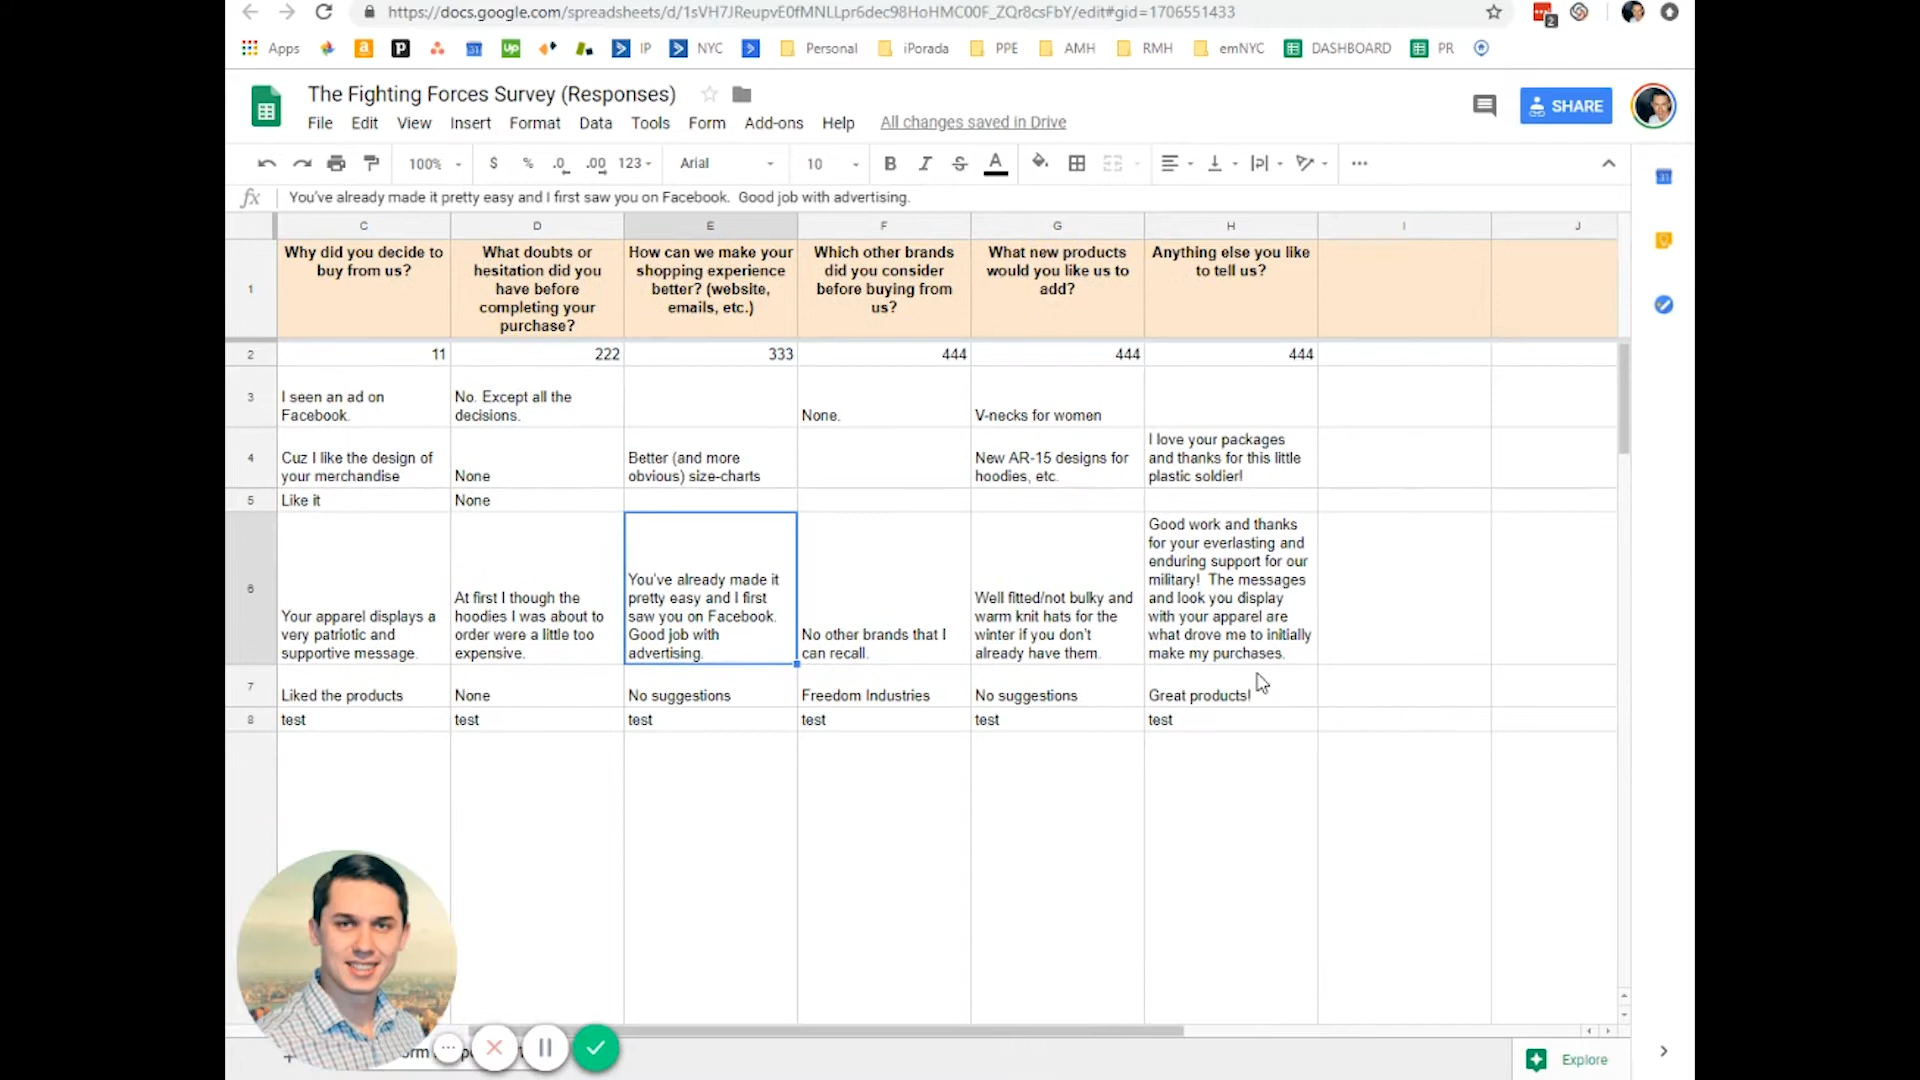 https://docs.google.com/spreadsheets/d/1sVH7JReupvE0fMNLLpr6dec98HoHMC00F_ZQr8csFbY/edit#gid=1706551433
2
Apps
up
IP
NYC
Personal
iPorada
PPE
AMH
RMH
emNYC
DASHBOARD
PR
The Fighting Forces Survey (Responses)
SHARE
File Edit View Insert Format Data Tools Form Add-ons Help All changes saved in Drive
100% $ % .0 .00 123 Arial 10 B I S A
fx You've already made it pretty easy and I first saw you on Facebook. Good job with advertising.
C D E F G H I J
1
Why did you decide to
buy from us?
What doubts or
hesitation did you
have before
completing your
purchase?
How can we make your
shopping experience
better? (website,
emails, etc.)
Which other brands
did you consider
before buying from
us?
What new products
would you like us to
add?
Anything else you like
to tell us?
2 11 222 333 444 444 444
3
I seen an ad on
Facebook.
No. Except all the
decisions.
None.
V-necks for women
4
Cuz I like the design of
your merchandise
None
Better (and more
obvious) size-charts
New AR-15 designs for
hoodies, etc.
I love your packages
and thanks for this little
plastic soldier!
5 Like it None
6
Your apparel displays a
very patriotic and
supportive message.
At first I though the
hoodies I was about to
order were a little too
expensive.
You've already made it
pretty easy and I first
saw you on Facebook.
Good job with
advertising.
No other brands that I
can recall.
Well fitted/not bulky and
warm knit hats for the
winter if you don't
already have them.
Good work and thanks
for your everlasting and
enduring support for our
military! The messages
and look you display
with your apparel are
what drove me to initially
make my purchases.
7 Liked the products None No suggestions Freedom Industries No suggestions Great products!
8 test test test test test test
Explore